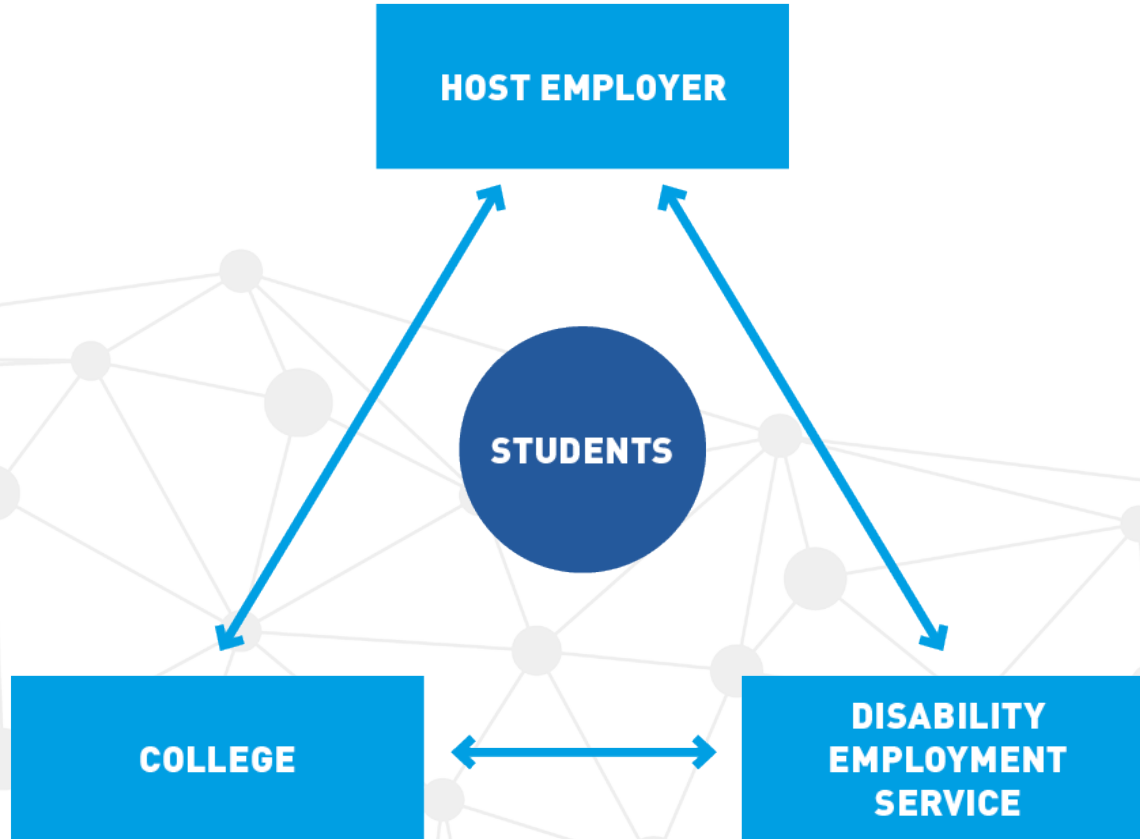 HOST EMPLOYER
STUDENTS
COLLEGE
DISABILITY
EMPLOYMENT
SERVICE